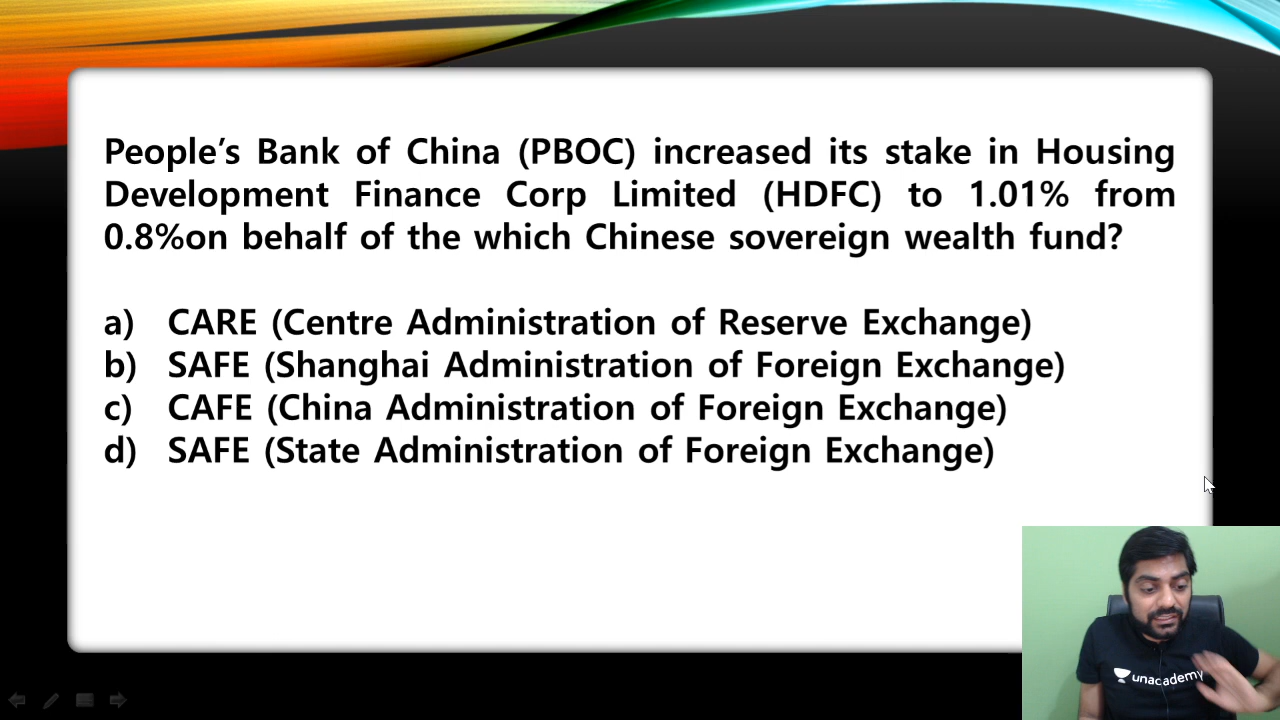 People’s Bank of China (PBOC) increased its stake in Housing
Development Finance Corp Limited (HDFC) to 1.01% from
0.8%on behalf of the which Chinese sovereign wealth fund?
a) CARE (Centre Administration of Reserve Exchange)
b) SAFE (Shanghai Administration of Foreign Exchange)
c) CAFE (China Administration of Foreign Exchange)
d) SAFE (State Administration of Foreign Exchange)
unacademy